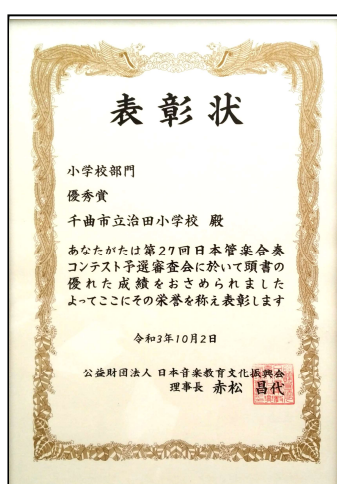 表彰状
小学校部門
優秀賞
千曲市立治田小学校 殿
あなたがたは第27回日本管楽合奏
コンテスト予選審査会に於いて頭書の
優れた成績をおさめられました
よってここにその栄誉を称え表彰します
令和3年10月2日
公益財団法人 日本音楽教育文化振興会
理事長 赤松 昌代